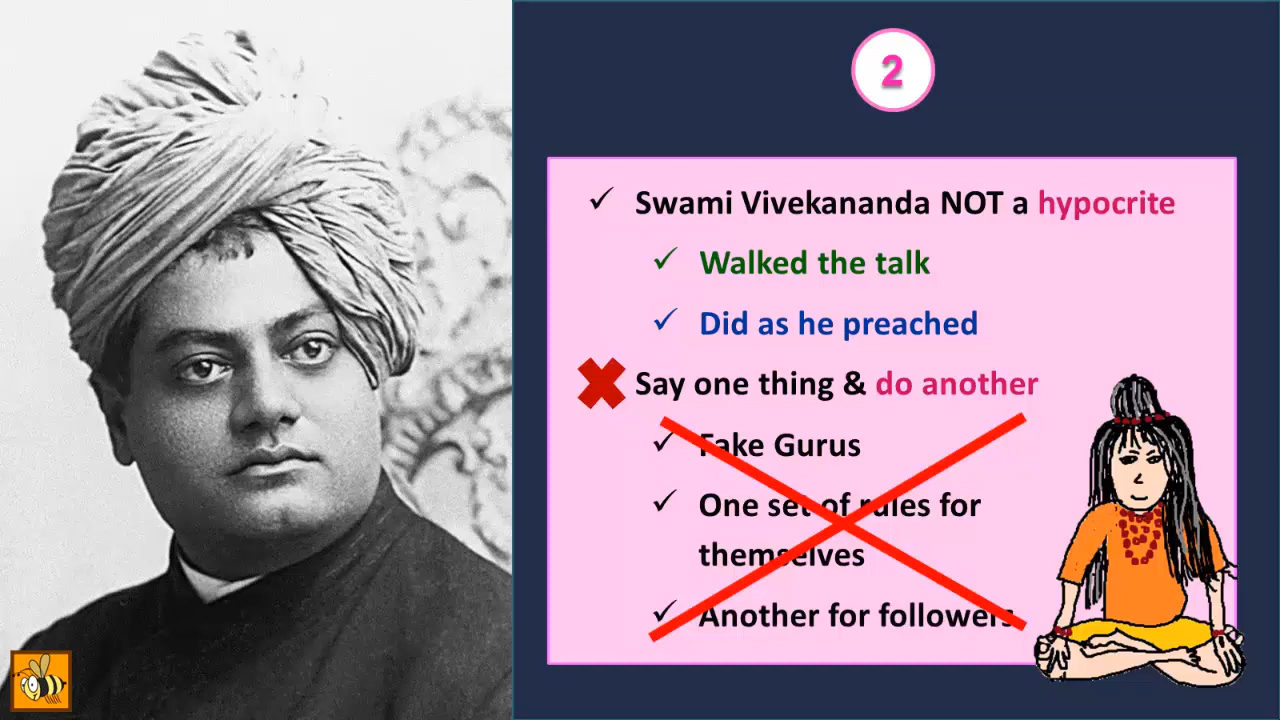 2
Swami Vivekananda NOT a hypocrite
Walked the talk
Did as he preached
Say one thing & do another
Fake Gurus
One set of rules for
themselves
Another for followers